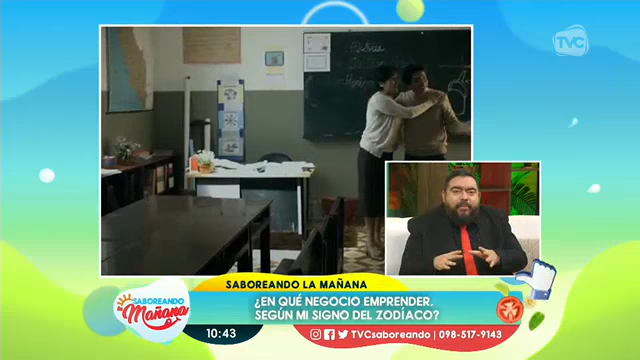 TVC
SABOREANDO LA MAÑANA
SABOREANDO
Mañana
¿EN QUÉ NEGOCIO EMPRENDER.
SEGÚN MI SIGNO DEL ZODÍACO?
10:43
TVCsaboreando | 098-517-9143